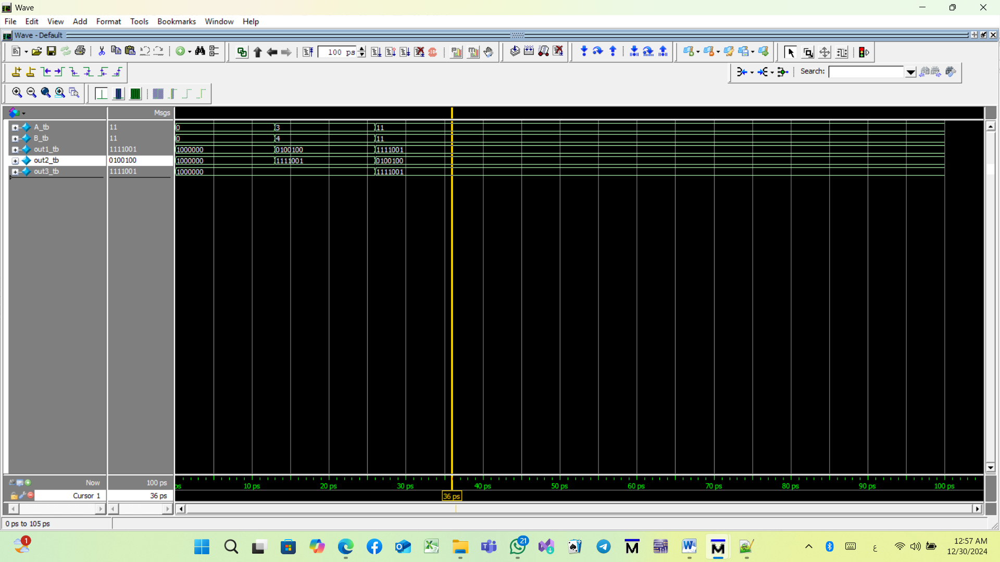 Wave
File Edit View Add Format Tools Bookmarks Window Help
Wave - Default
100 ps
Search:
Msgs
A_tb 11 0 3 11
B_tb 11 0 4 11
out1_tb 1111001 1000000 0100100 1111001
out2_tb 0100100 1000000 1111001 0100100
out3_tb 1111001 1000000 1111001
Now 100 ps ps 10 ps 20 ps 30 ps 40 ps 50 ps 60 ps 70 ps 80 ps 90 ps 100 ps
Cursor 1 36 ps 36 ps
0 ps to 105 ps
1
21
ع
12:57 AM
12/30/2024